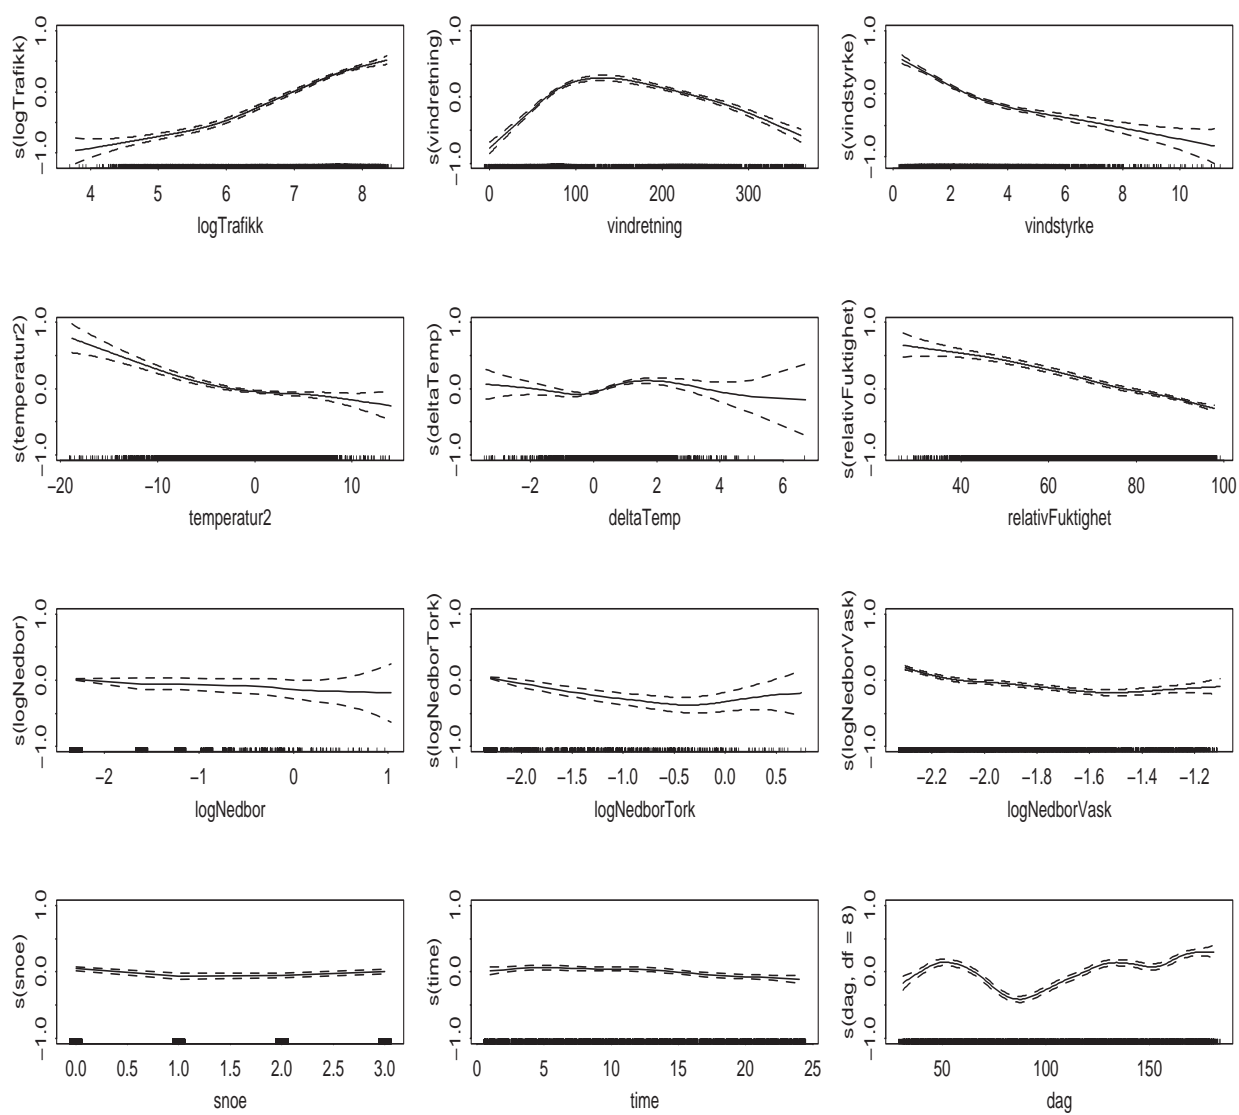 s(logTrafikk)
−1.0 0.0 1.0
4 5 6 7 8
logTrafikk
s(vindretning)
−1.0 0.0 1.0
0 100 200 300
vindretning
s(vindstyrke)
−1.0 0.0 1.0
0 2 4 6 8 10
vindstyrke
s(temperatur2)
−1.0 0.0 1.0
−20 −10 0 10
temperatur2
s(deltaTemp)
−1.0 0.0 1.0
−2 0 2 4 6
deltaTemp
s(relativFuktighet)
−1.0 0.0 1.0
40 60 80 100
relativFuktighet
s(logNedbor)
−1.0 0.0 1.0
−2 −1 0 1
logNedbor
s(logNedborTork)
−1.0 0.0 1.0
−2.0 −1.5 −1.0 −0.5 0.0 0.5
logNedborTork
s(logNedborVask)
−1.0 0.0 1.0
−2.2 −2.0 −1.8 −1.6 −1.4 −1.2
logNedborVask
s(snoe)
−1.0 0.0 1.0
0.0 0.5 1.0 1.5 2.0 2.5 3.0
snoe
s(time)
−1.0 0.0 1.0
0 5 10 15 20 25
time
s(dag, df = 8)
−1.0 0.0 1.0
50 100 150
dag